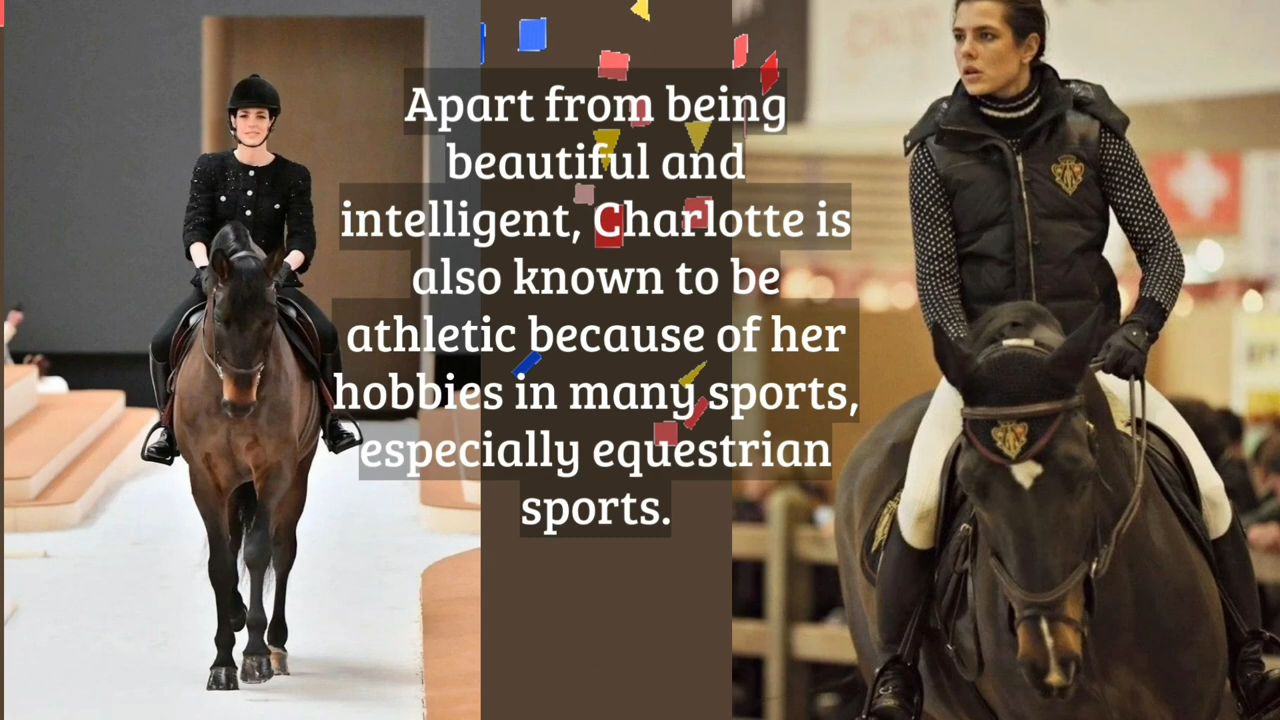 Apart from being
beautiful and
intelligent, Charlotte is
also known to be
athletic because of her
hobbies in many sports,
especially equestrian
sports.